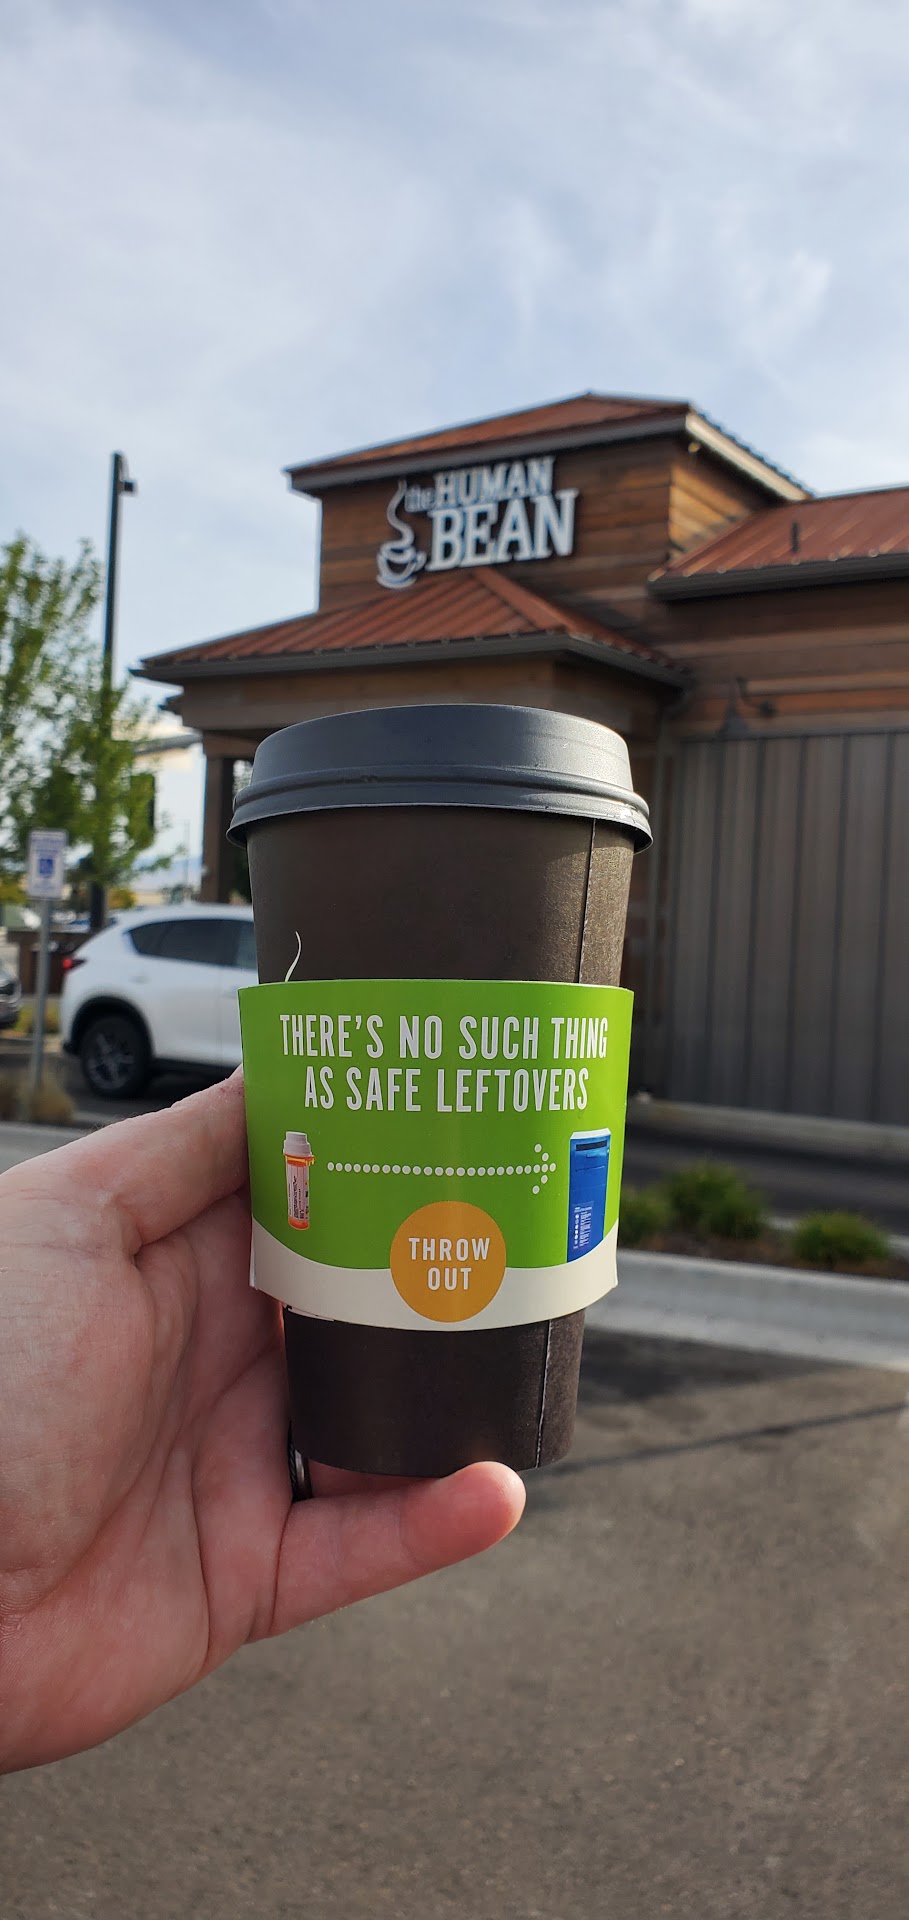 the HUMAN
BEAN
THERE'S NO SUCH THING
AS SAFE LEFTOVERS
THROW
OUT